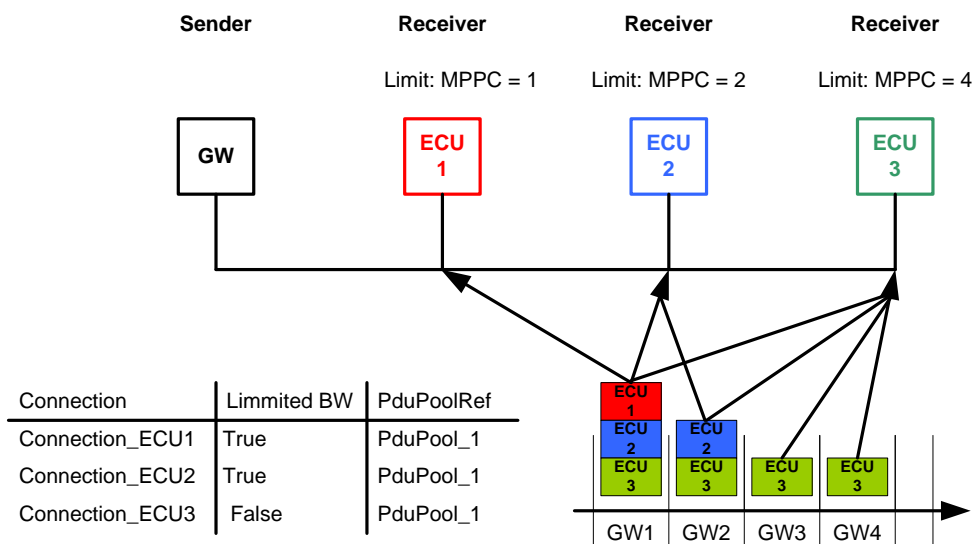 Sender Receiver Receiver Receiver
Limit: MPPC = 1 Limit: MPPC = 2 Limit: MPPC = 4
GW
ECU
1
ECU
2
ECU
3
Connection Limmited BW PduPoolRef
Connection_ECU1 True PduPool_1
Connection_ECU2 True PduPool_1
Connection_ECU3 False PduPool_1
ECU
1
ECU
2
ECU
2
ECU
3
ECU
3
ECU
3
ECU
3
GW1 GW2 GW3 GW4